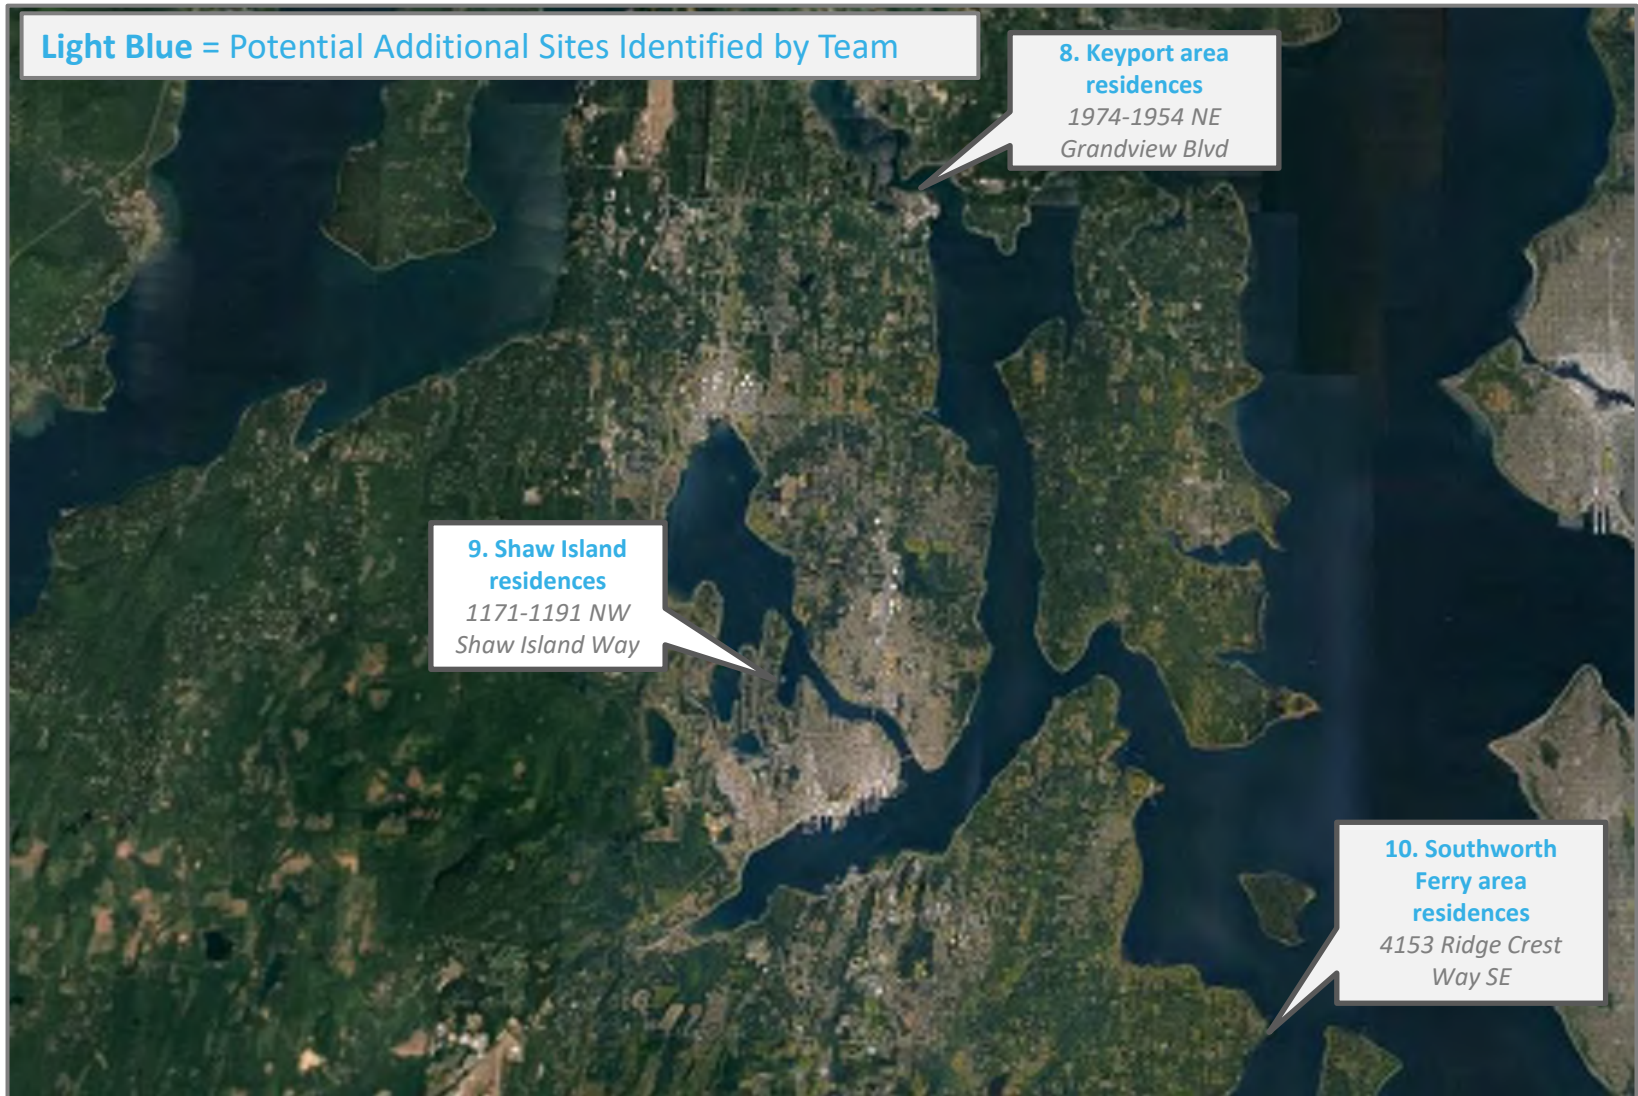 Light Blue = Potential Additional Sites Identified by Team
8. Keyport area
residences
1974-1954 NE
Grandview Blvd
9. Shaw Island
residences
1171-1191 NW
Shaw Island Way
10. Southworth
Ferry area
residences
4153 Ridge Crest
Way SE